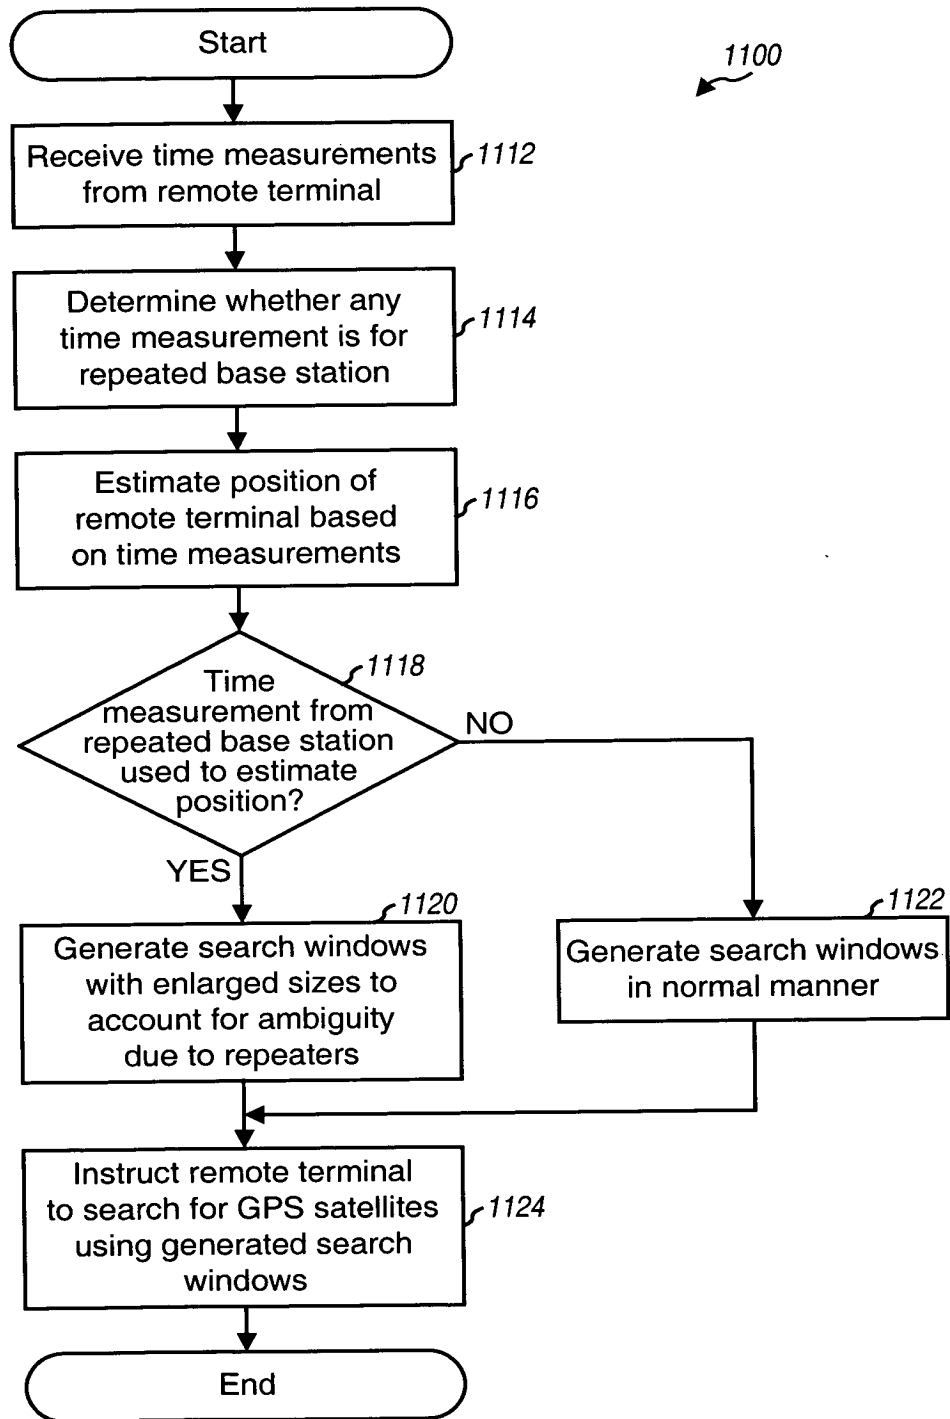 Start
1100
Receive time measurements
from remote terminal
1112
Determine whether any
time measurement is for
repeated base station
1114
Estimate position of
remote terminal based
on time measurements
1116
Time
measurement from
repeated base station
used to estimate
position?
1118
NO
YES
Generate search windows
with enlarged sizes to
account for ambiguity
due to repeaters
1120
Generate search windows
in normal manner
1122
Instruct remote terminal
to search for GPS satellites
using generated search
windows
1124
End